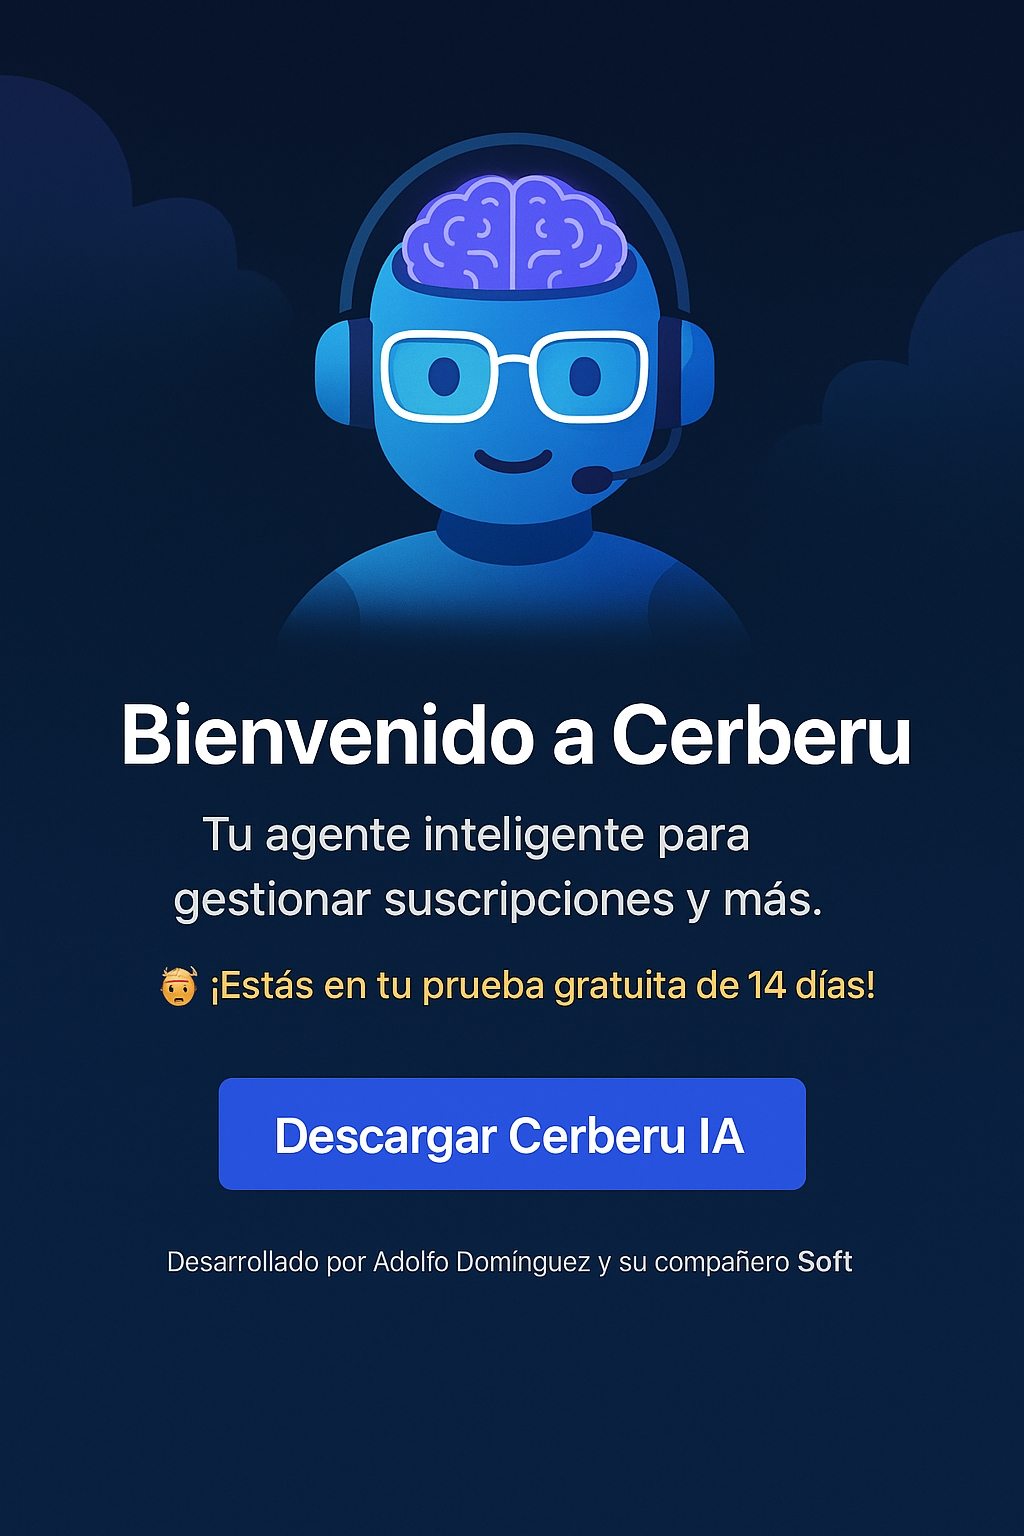 Bienvenido a Cerberu
Tu agente inteligente para
gestionar suscripciones y más.
¡Estás en tu prueba gratuita de 14 días!
Descargar Cerberu IA
Desarrollado por Adolfo Domínguez y su compañero Soft